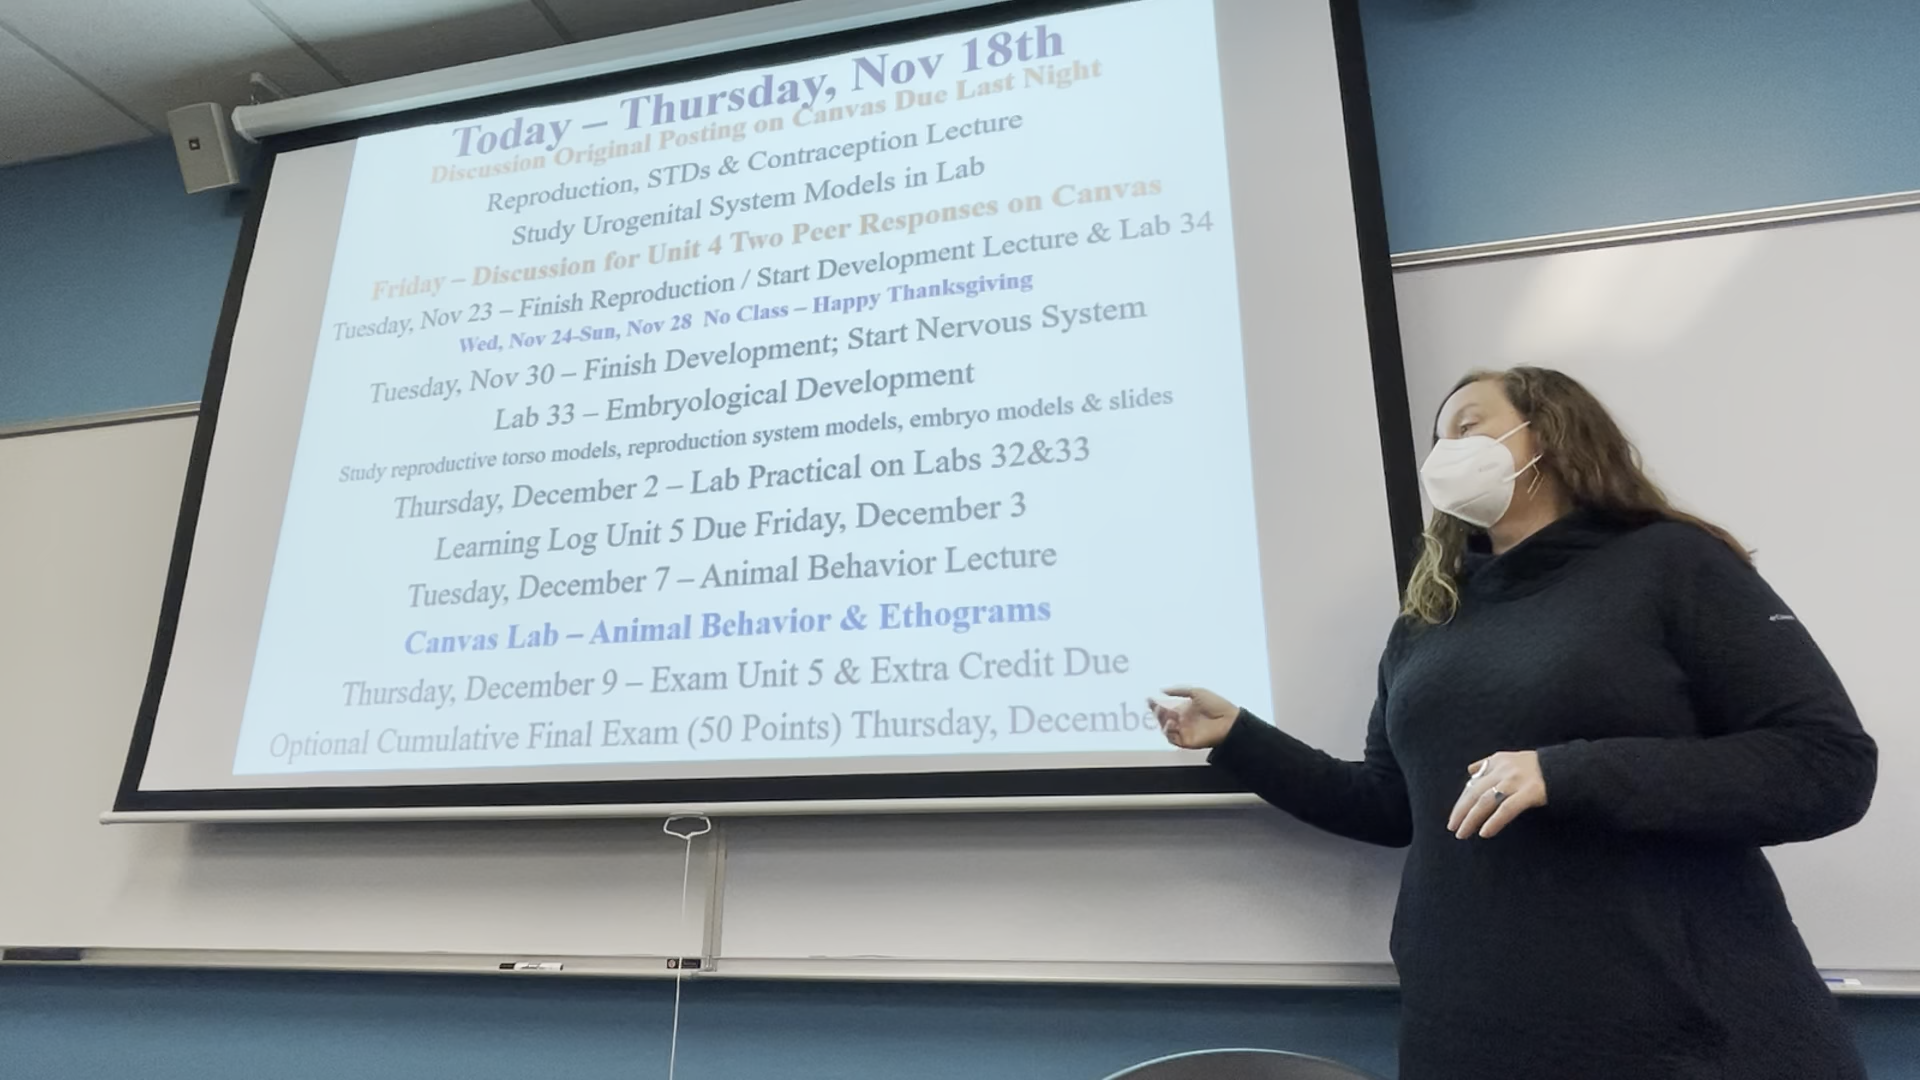 Today – Thursday, Nov 18th
Discussion Original Posting on Canvas Due Last Night
Reproduction, STDs & Contraception Lecture
Study Urogenital System Models in Lab
Friday – Discussion for Unit 4 Two Peer Responses on Canvas
Tuesday, Nov 23 – Finish Reproduction / Start Development Lecture & Lab 34
Wed, Nov 24-Sun, Nov 28 No Class – Happy Thanksgiving
Tuesday, Nov 30 – Finish Development; Start Nervous System
Lab 33 – Embryological Development
Study reproductive torso models, reproduction system models, embryo models & slides
Thursday, December 2 – Lab Practical on Labs 32&33
Learning Log Unit 5 Due Friday, December 3
Tuesday, December 7 – Animal Behavior Lecture
Canvas Lab – Animal Behavior & Ethograms
Thursday, December 9 – Exam Unit 5 & Extra Credit Due
Optional Cumulative Final Exam (50 Points) Thursday, Decembe